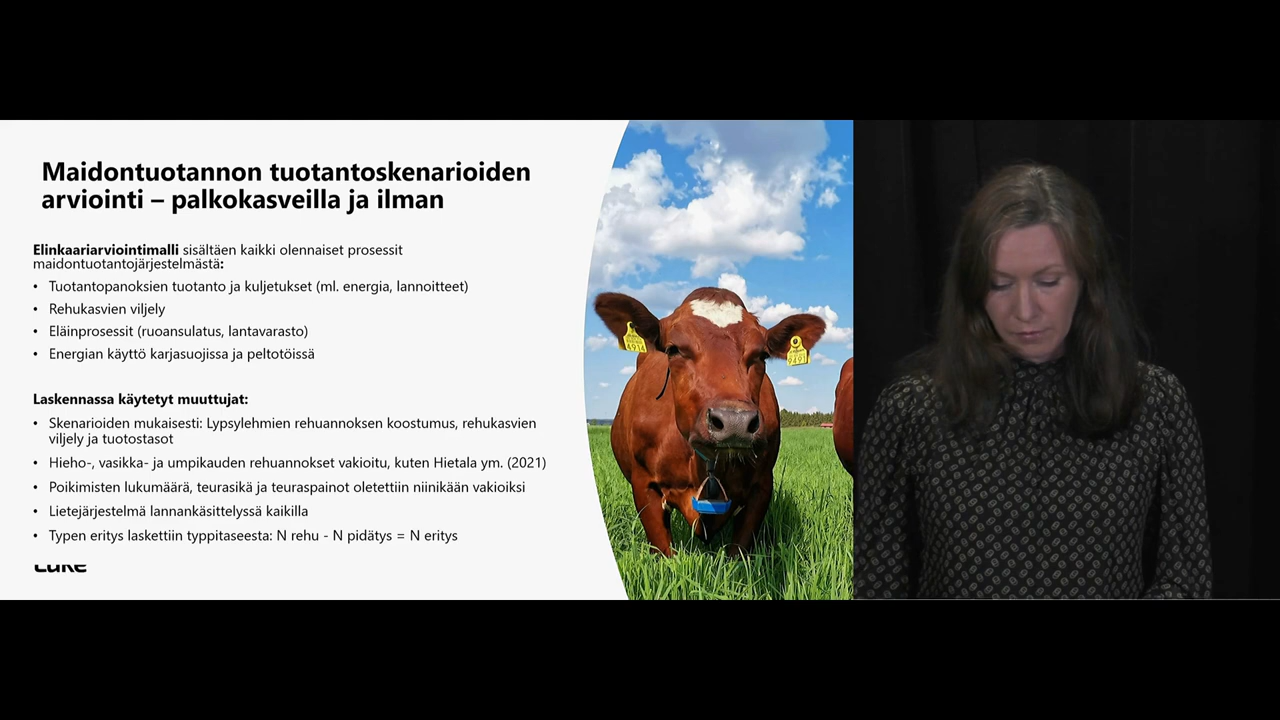 Maidontuotannon tuotantoskenarioiden
arviointi – palkokasveilla ja ilman
Elinkaariarviointimalli sisältäen kaikki olennaiset prosessit
maidontuotantojärjestelmästä:
• Tuotantopanoksien tuotanto ja kuljetukset (ml. energia, lannoitteet)
• Rehukasvien viljely
• Eläinprosessit (ruoansulatus, lantavarasto)
• Energian käyttö karjasuojissa ja peltotöissä
Laskennassa käytetyt muuttujat:
• Skenarioiden mukaisesti: Lypsylehmien rehuannoksen koostumus, rehukasvien
viljely ja tuotostasot
• Hieho-, vasikka- ja umpikauden rehuannokset vakioitu, kuten Hietala ym. (2021)
• Poikimisten lukumäärä, teurasikä ja teuraspainot oletettiin niinikään vakioiksi
• Lietejärjestelmä lannankäsittelyssä kaikilla
• Typen eritys laskettiin typpitaseesta: N rehu - N pidätys = N eritys
Luke